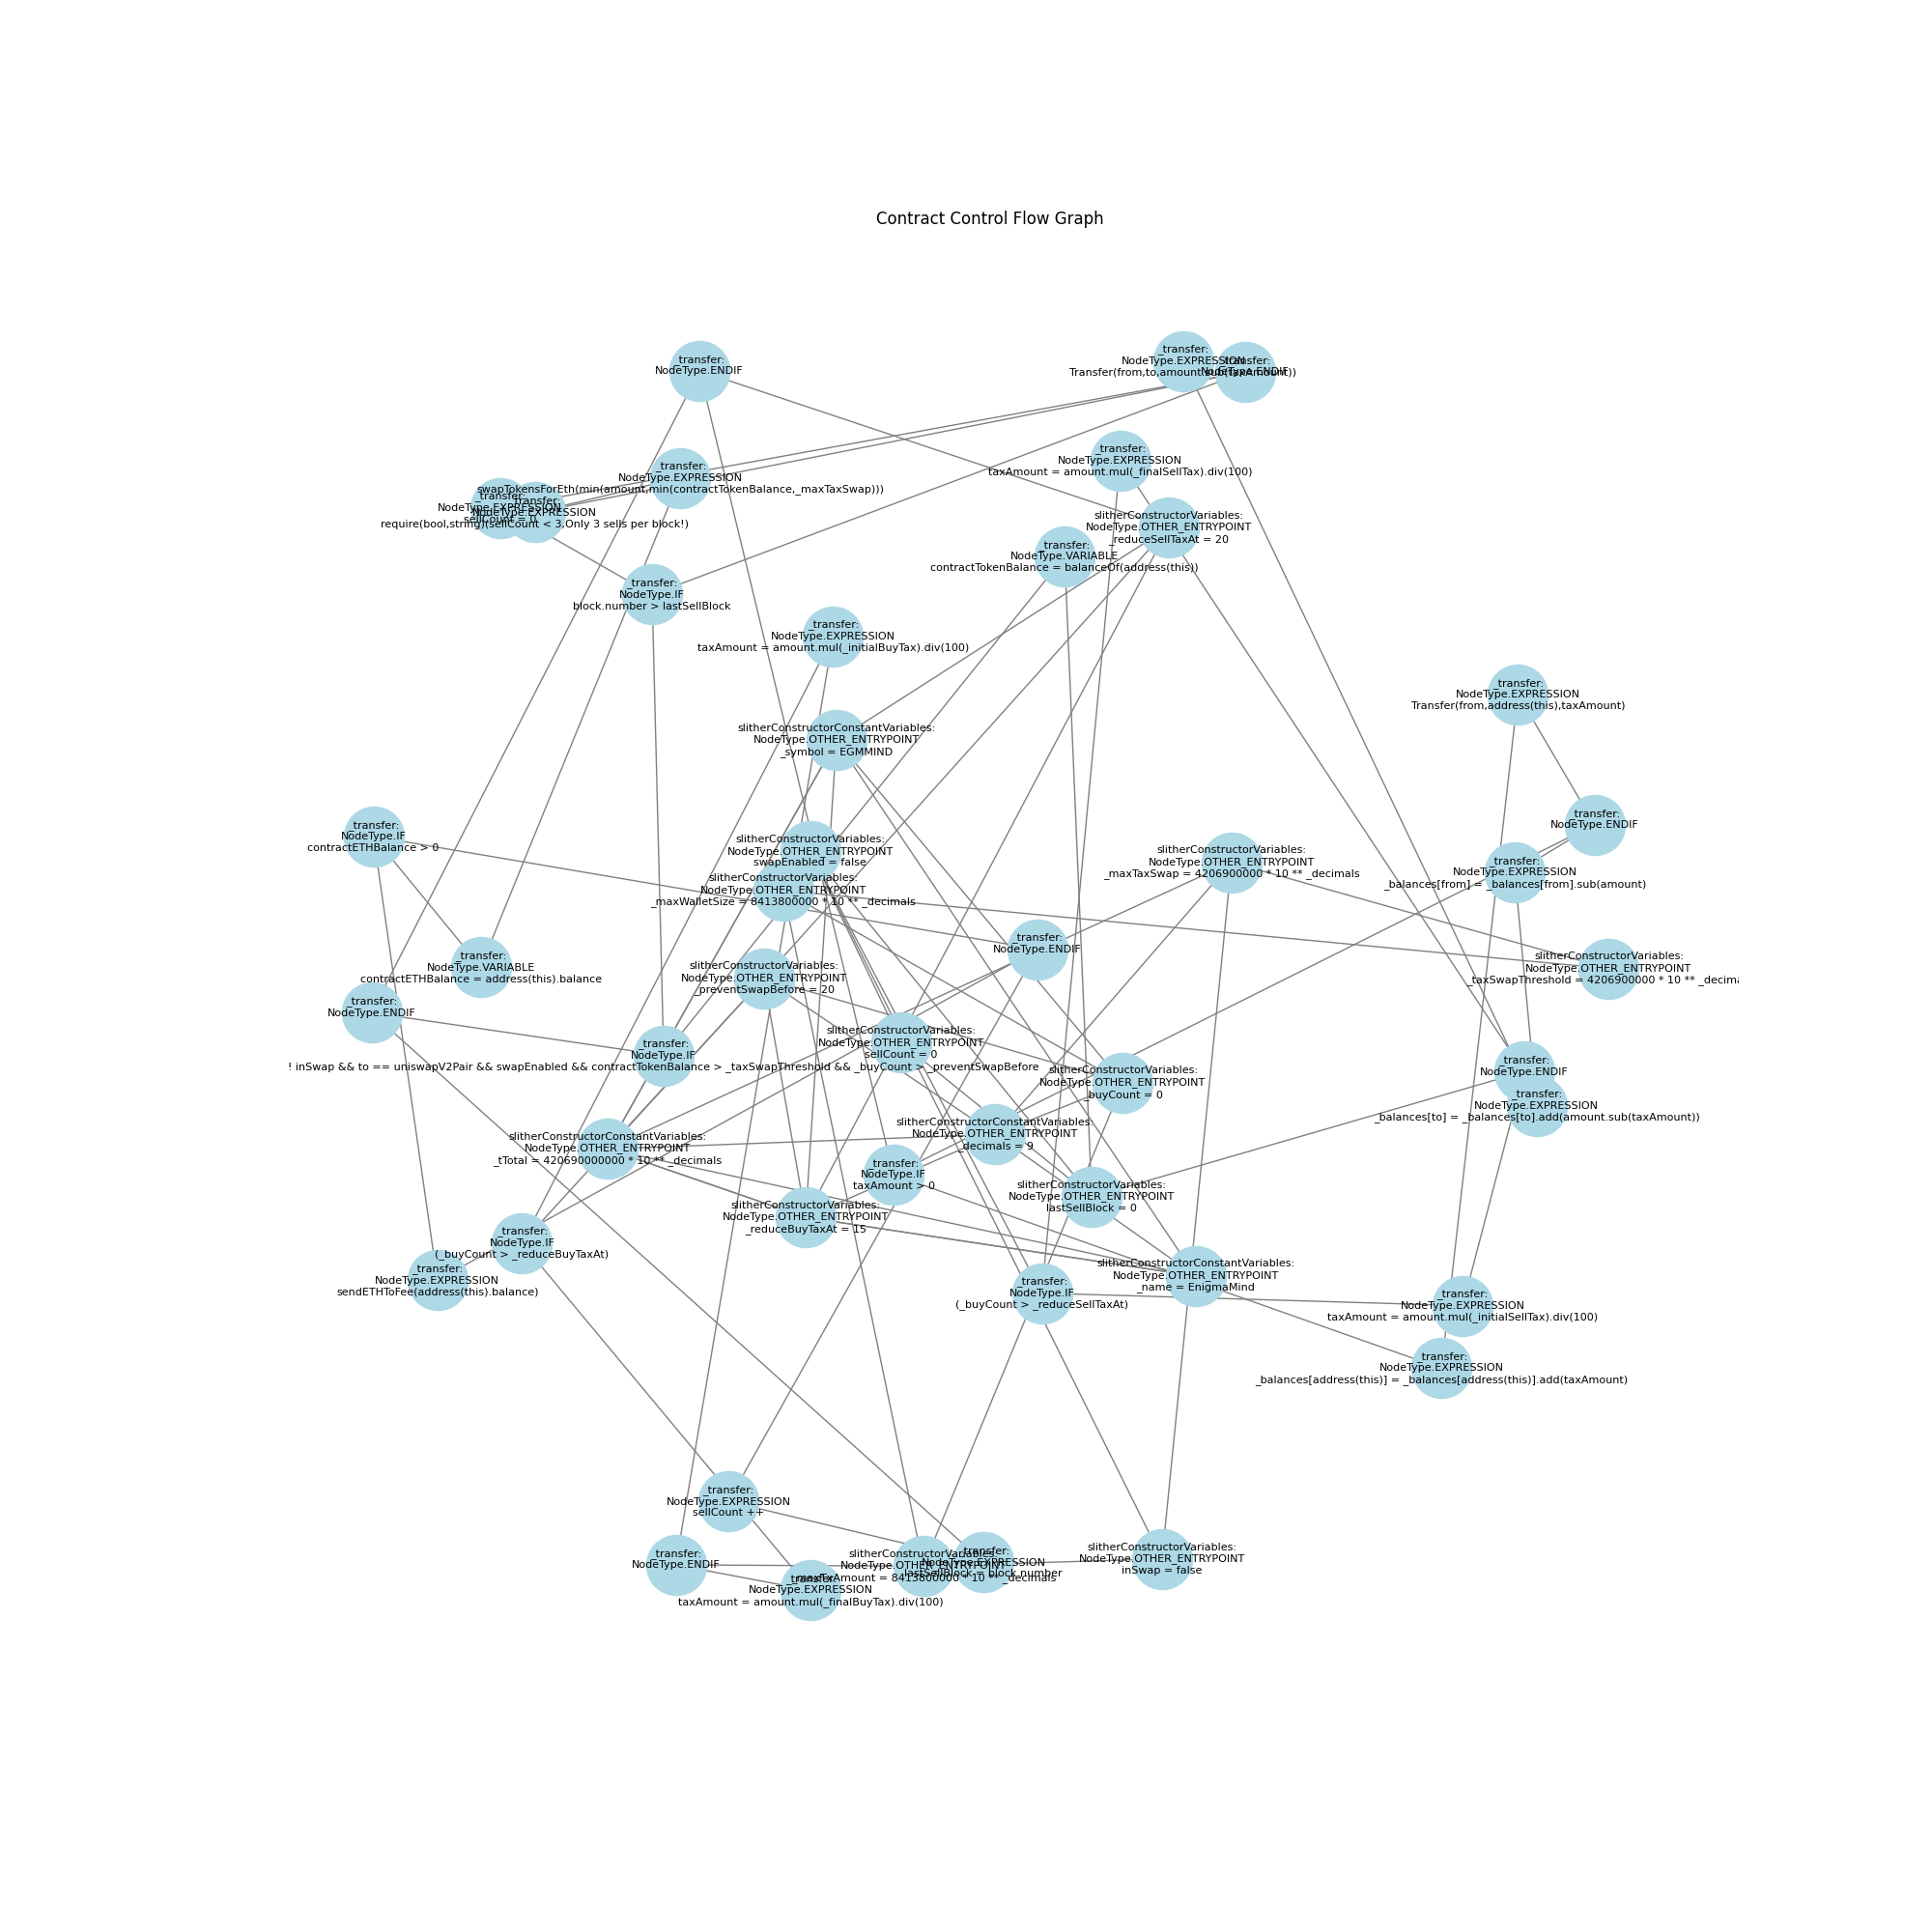 Contract Control Flow Graph
_transfer:
NodeType.ENDIF
_transfer:
NodeType.EXPRESSION
Transfer(from,to,amount.sub(taxAmount))
_transfer:
NodeType.ENDIF
_transfer:
NodeType.EXPRESSION
taxAmount = amount.mul(_finalSellTax).div(100)
_transfer:
NodeType.EXPRESSION
swapTokensForEth(min(amount,min(contractTokenBalance,_maxTaxSwap)))
_transfer:
NodeType.EXPRESSION
sellCount = 0
_transfer:
NodeType.EXPRESSION
require(bool,string)(sellCount < 3,Only 3 sells per block!)
slitherConstructorVariables:
NodeType.OTHER_ENTRYPOINT
_reduceSellTaxAt = 20
_transfer:
NodeType.VARIABLE
contractTokenBalance = balanceOf(address(this))
_transfer:
NodeType.IF
block.number > lastSellBlock
_transfer:
NodeType.EXPRESSION
taxAmount = amount.mul(_initialBuyTax).div(100)
_transfer:
NodeType.EXPRESSION
Transfer(from,address(this),taxAmount)
slitherConstructorConstantVariables:
NodeType.OTHER_ENTRYPOINT
_symbol = EGMMIND
_transfer:
NodeType.ENDIF
_transfer:
NodeType.IF
contractETHBalance > 0
slitherConstructorVariables:
NodeType.OTHER_ENTRYPOINT
swapEnabled = false
slitherConstructorVariables:
NodeType.OTHER_ENTRYPOINT
_maxTaxSwap = 4206900000 * 10 ** _decimals
_transfer:
NodeType.EXPRESSION
_balances[from] = _balances[from].sub(amount)
slitherConstructorVariables:
NodeType.OTHER_ENTRYPOINT
_maxWalletSize = 8413800000 * 10 ** _decimals
_transfer:
NodeType.ENDIF
_transfer:
NodeType.VARIABLE
contractETHBalance = address(this).balance
slitherConstructorVariables:
NodeType.OTHER_ENTRYPOINT
_taxSwapThreshold = 4206900000 * 10 ** _decima
slitherConstructorVariables:
NodeType.OTHER_ENTRYPOINT
_preventSwapBefore = 20
_transfer:
NodeType.ENDIF
slitherConstructorVariables:
NodeType.OTHER_ENTRYPOINT
sellCount = 0
_transfer:
NodeType.IF
! inSwap && to == uniswapV2Pair && swapEnabled && contractTokenBalance > _taxSwapThreshold && _buyCount > _preventSwapBefore
_transfer:
NodeType.ENDIF
slitherConstructorVariables:
NodeType.OTHER_ENTRYPOINT
_buyCount = 0
_transfer:
NodeType.EXPRESSION
_balances[to] = _balances[to].add(amount.sub(taxAmount))
slitherConstructorConstantVariables:
NodeType.OTHER_ENTRYPOINT
_decimals = 9
slitherConstructorConstantVariables:
NodeType.OTHER_ENTRYPOINT
_tTotal = 420690000000 * 10 ** _decimals
_transfer:
NodeType.IF
taxAmount > 0
slitherConstructorVariables:
NodeType.OTHER_ENTRYPOINT
lastSellBlock = 0
slitherConstructorVariables:
NodeType.OTHER_ENTRYPOINT
_reduceBuyTaxAt = 15
_transfer:
NodeType.IF
(_buyCount > _reduceBuyTaxAt)
_transfer:
NodeType.EXPRESSION
sendETHToFee(address(this).balance)
slitherConstructorConstantVariables:
NodeType.OTHER_ENTRYPOINT
_name = EnigmaMind
_transfer:
NodeType.IF
(_buyCount > _reduceSellTaxAt)
_transfer:
NodeType.EXPRESSION
taxAmount = amount.mul(_initialSellTax).div(100)
_transfer:
NodeType.EXPRESSION
_balances[address(this)] = _balances[address(this)].add(taxAmount)
_transfer:
NodeType.EXPRESSION
sellCount ++
_transfer:
NodeType.ENDIF
slitherConstructorVariables:
NodeType.OTHER_ENTRYPOINT
_maxTxAmount = 8413800000 * 10 ** _decimals
_transfer:
NodeType.EXPRESSION
lastSellBlock = block.number
slitherConstructorVariables:
NodeType.OTHER_ENTRYPOINT
inSwap = false
_transfer:
NodeType.EXPRESSION
taxAmount = amount.mul(_finalBuyTax).div(100)